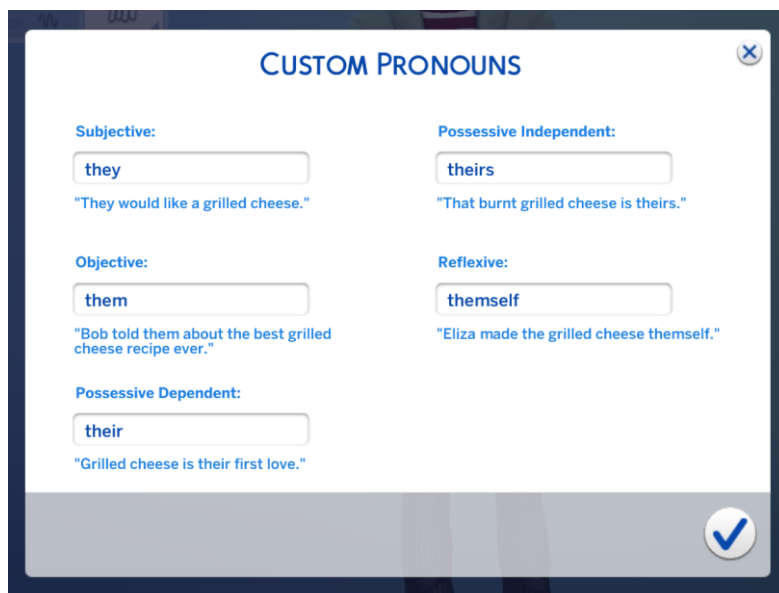 CUSTOM PRONOUNS
Subjective:
they
"They would like a grilled cheese."
Objective:
them
"Bob told them about the best grilled
cheese recipe ever."
Possessive Dependent:
their
"Grilled cheese is their first love."
Possessive Independent:
theirs
"That burnt grilled cheese is theirs."
Reflexive:
themself
"Eliza made the grilled cheese themself."